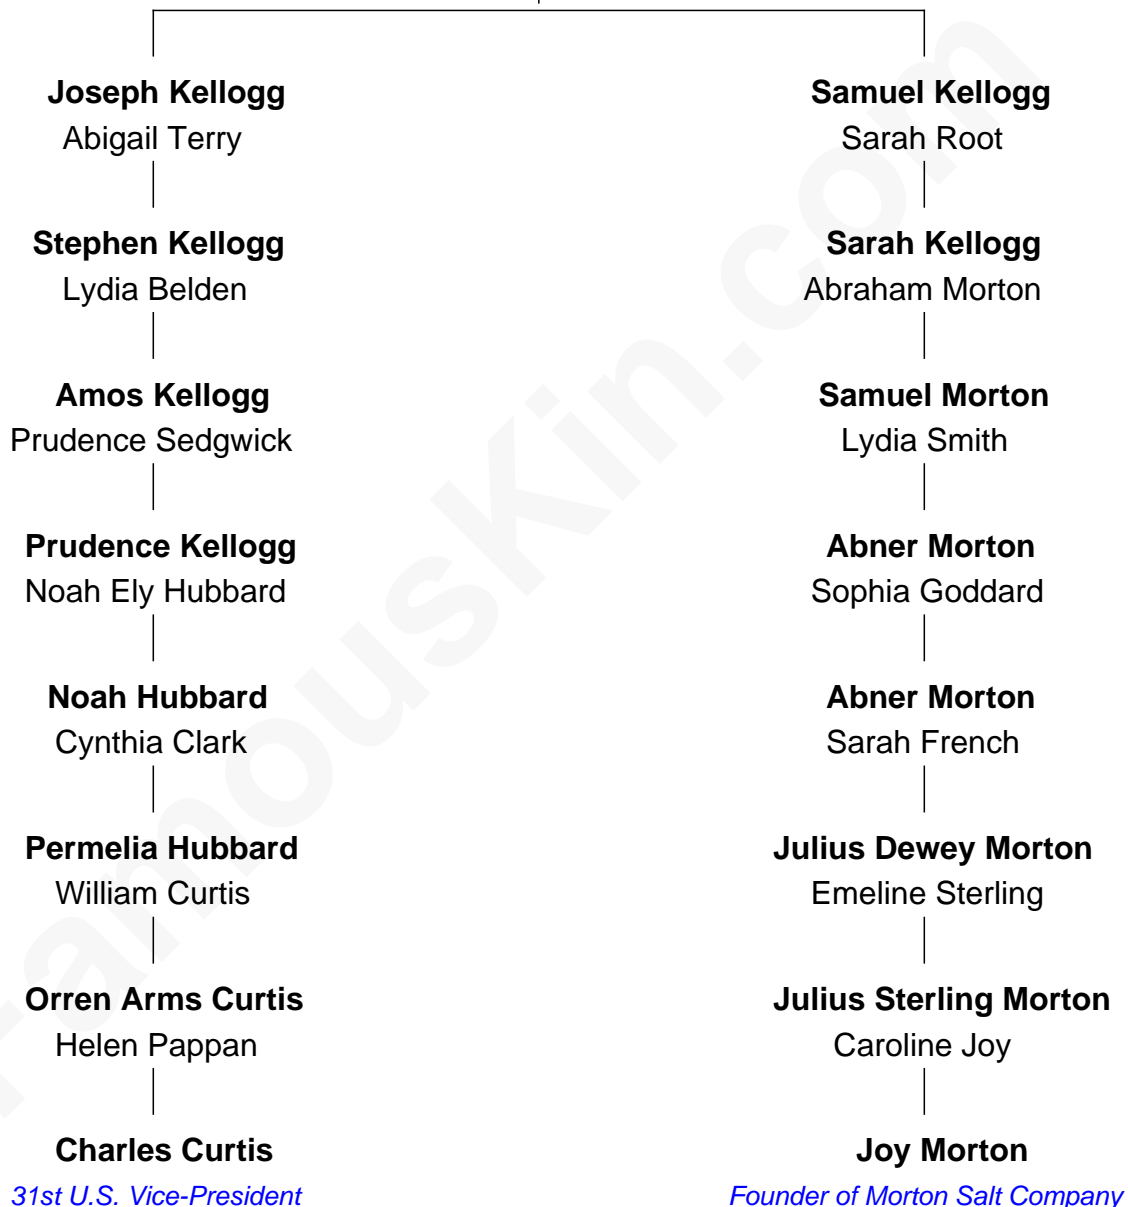 Joseph Kellogg
Abigail Terry
Samuel Kellogg
Sarah Root
Stephen Kellogg
Lydia Belden
Sarah Kellogg
Abraham Morton
Amos Kellogg
Prudence Sedgwick
Samuel Morton
Lydia Smith
Prudence Kellogg
Noah Ely Hubbard
Abner Morton
Sophia Goddard
Noah Hubbard
Cynthia Clark
Abner Morton
Sarah French
Permelia Hubbard
William Curtis
Julius Dewey Morton
Emeline Sterling
Orren Arms Curtis
Helen Pappan
Julius Sterling Morton
Caroline Joy
Charles Curtis
31st U.S. Vice-President
Joy Morton
Founder of Morton Salt Company
FamousKin.com